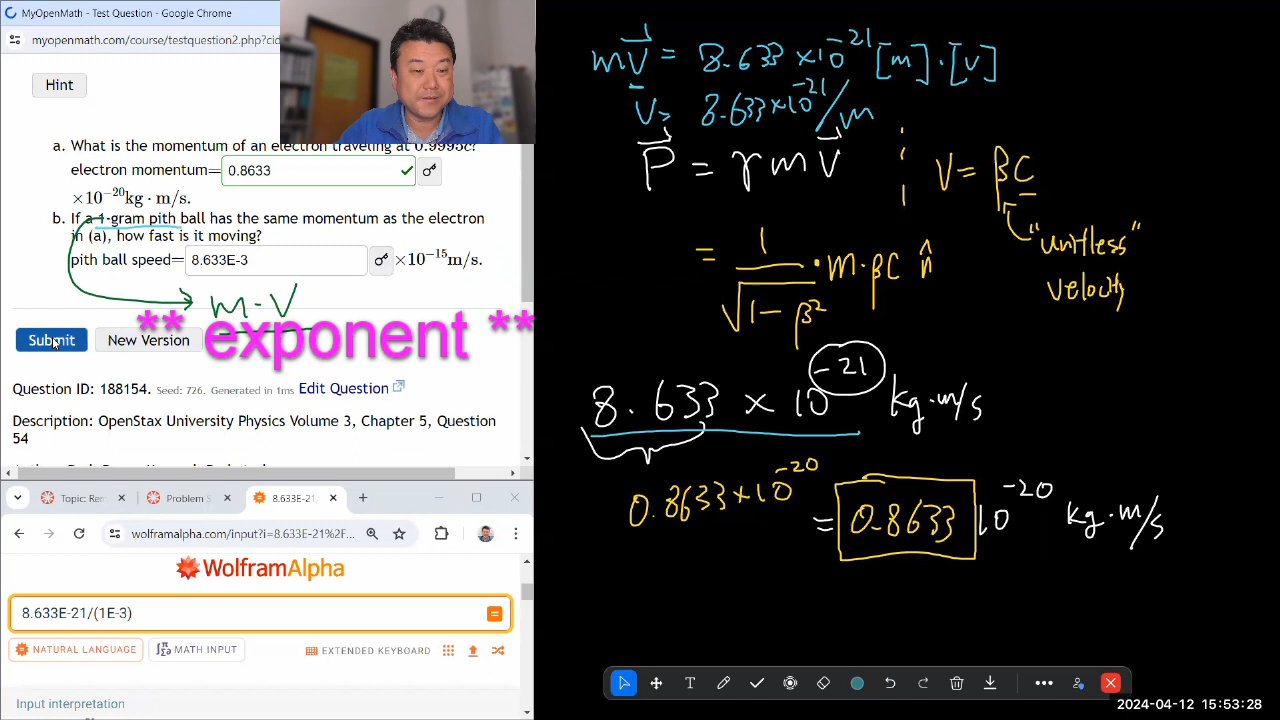 MyOpenMath - Test Question - Google Chrome
myopenmath.com/course/testquestion2.php?cid
Hint
a. What is the momentum of an electron traveling at 0.9995c?
electron momentum= 0.8633
×10⁻²⁰kg · m/s.
b. If a 1-gram pith ball has the same momentum as the electron
in (a), how fast is it moving?
pith ball speed= 8.633E-3 ×10⁻¹⁵m/s.
m · V
** exponent **
Submit New Version
Question ID: 188154. Seed: 726. Generated in 1ms Edit Question
Description: OpenStax University Physics Volume 3, Chapter 5, Question
54
Topic: Rem Problem S 8.633E-21/
wolframalpha.com/input?i=8.633E-21%2F...
WolframAlpha
8.633E-21/(1E-3)
NATURAL LANGUAGE MATH INPUT EXTENDED KEYBOARD
Input interpretation
mV⃗ = 8.633 ×10⁻²¹ [m] · [v]
V = 8.633×10⁻²¹/m
P⃗ = γ m V⃗ ; V = βC
"unitless"
velocity
= 1/√(1 - β²) · m · βC n̂
8.633 × 10⁻²¹ kg · m/s
0.8633 × 10⁻²⁰ = 0.8633 10⁻²⁰ kg · m/s
2024-04-12 15:53:28